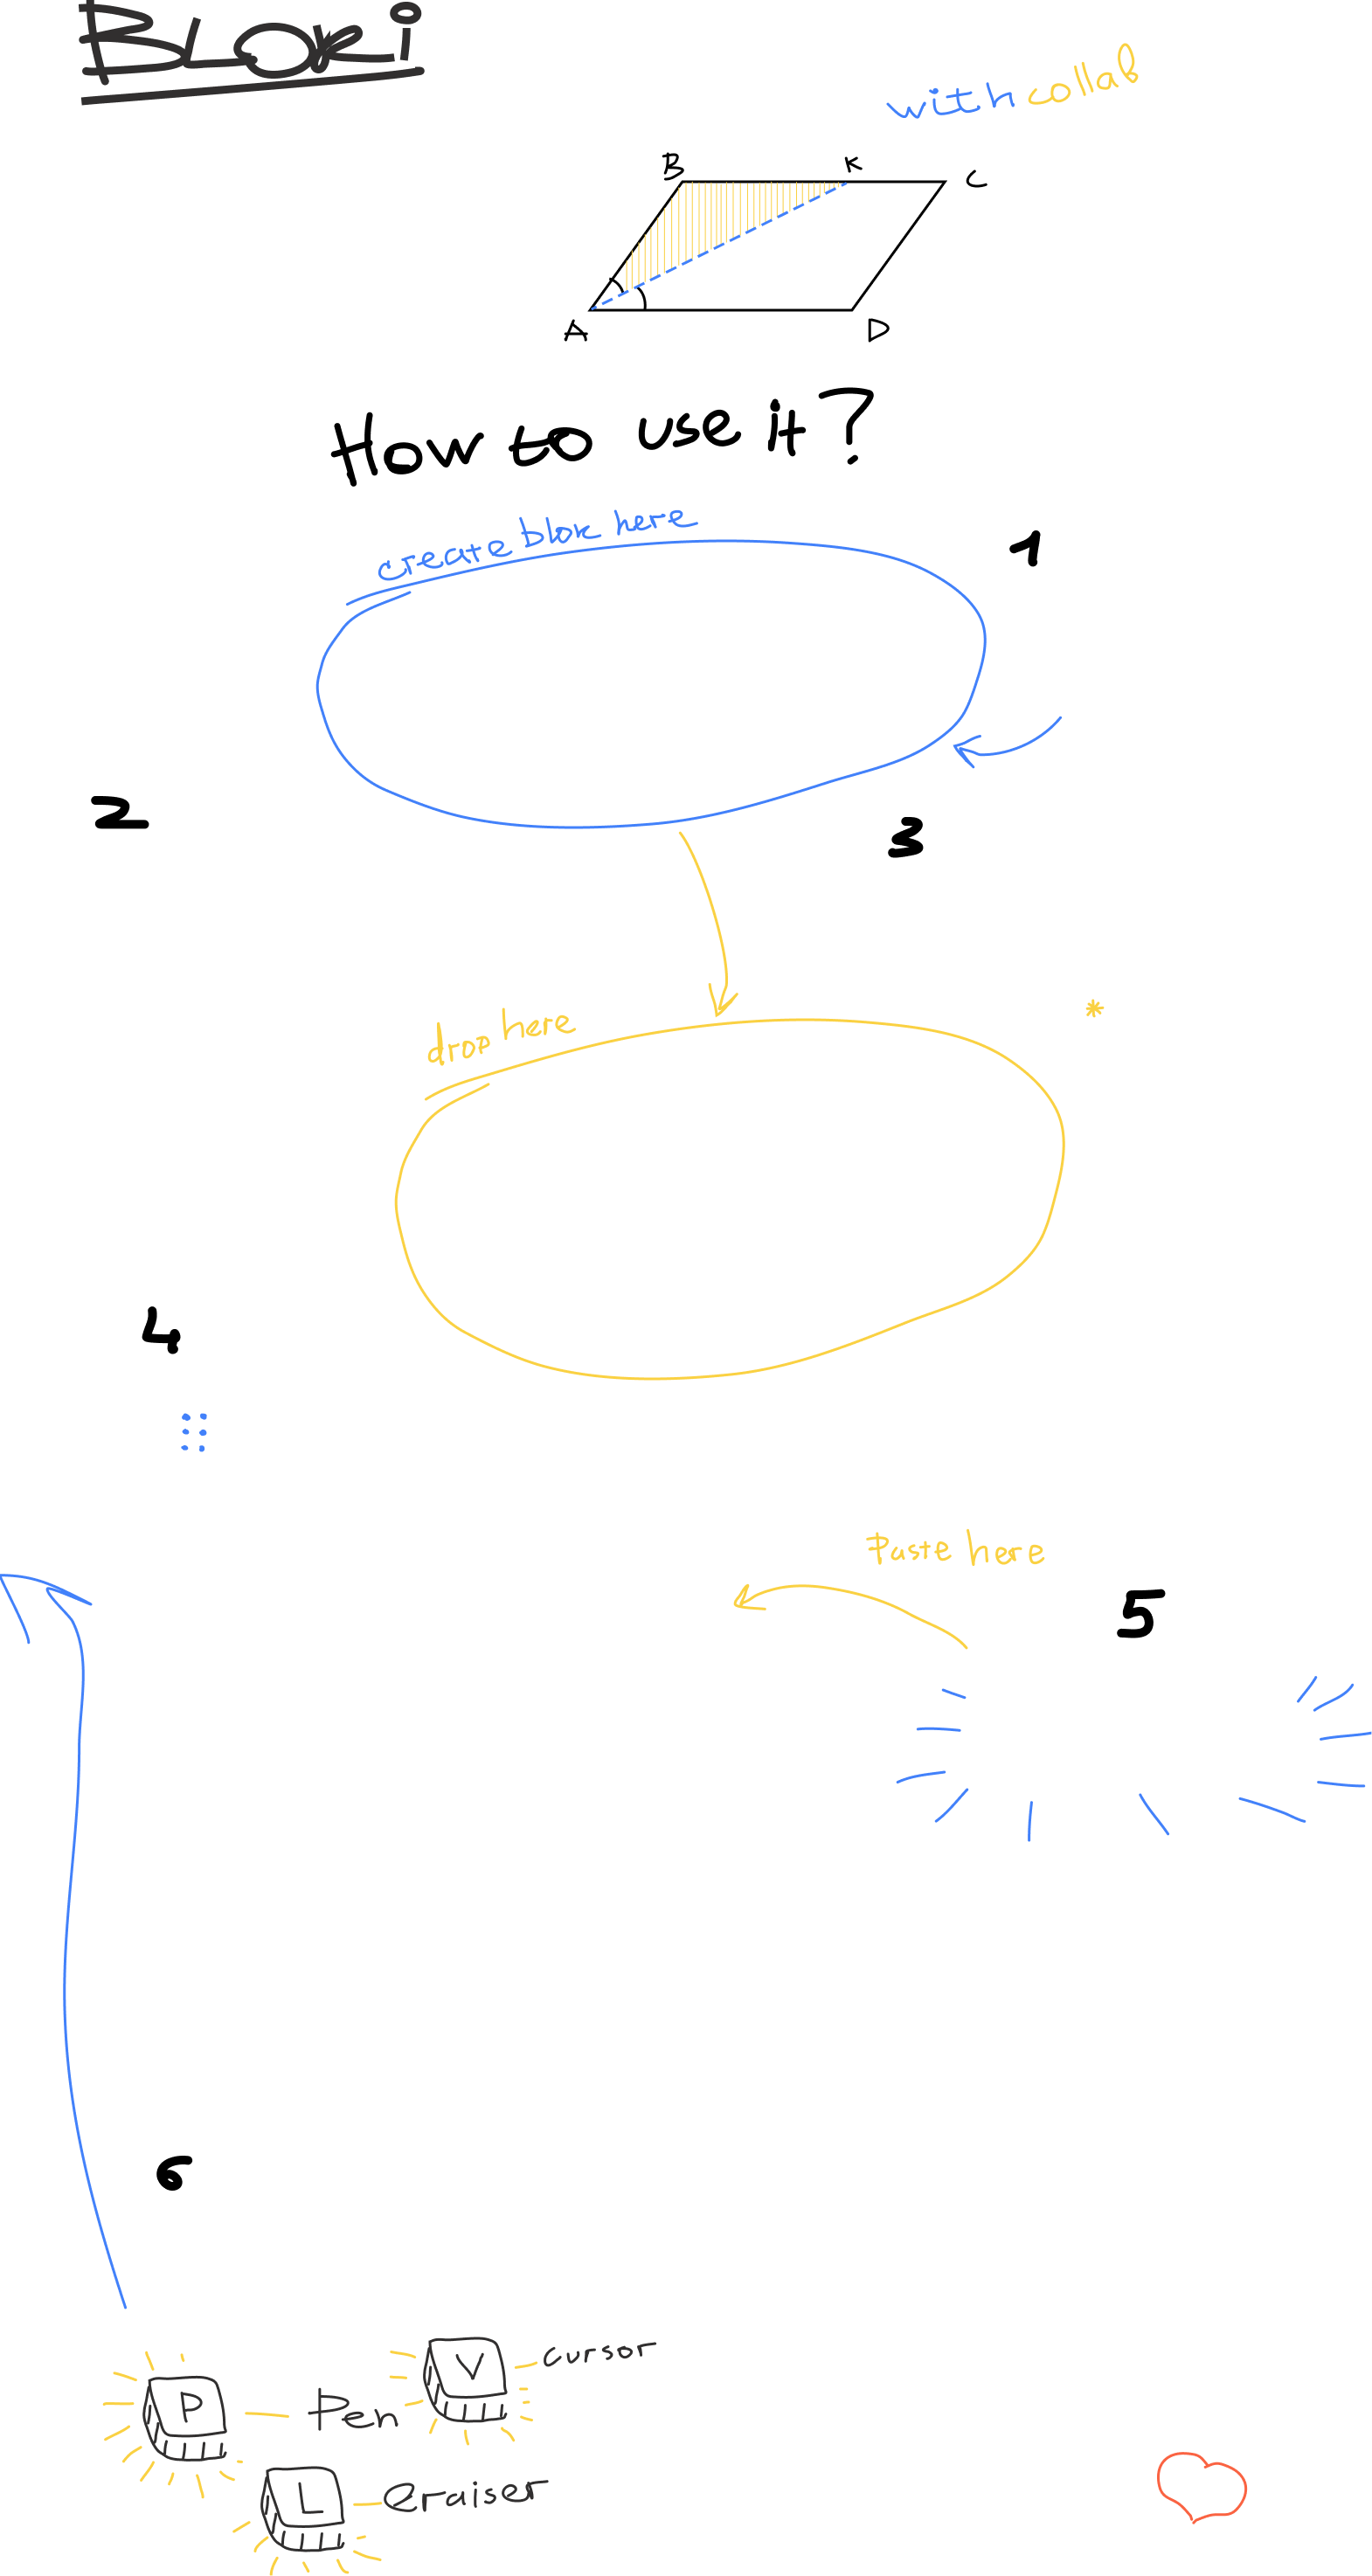 BLOKi
with collab
B K C
A D
How to use it?
create blok here
1
2
3
drop here
*
4
Paste here
5
6
V cursor
P Pen
L eraiser